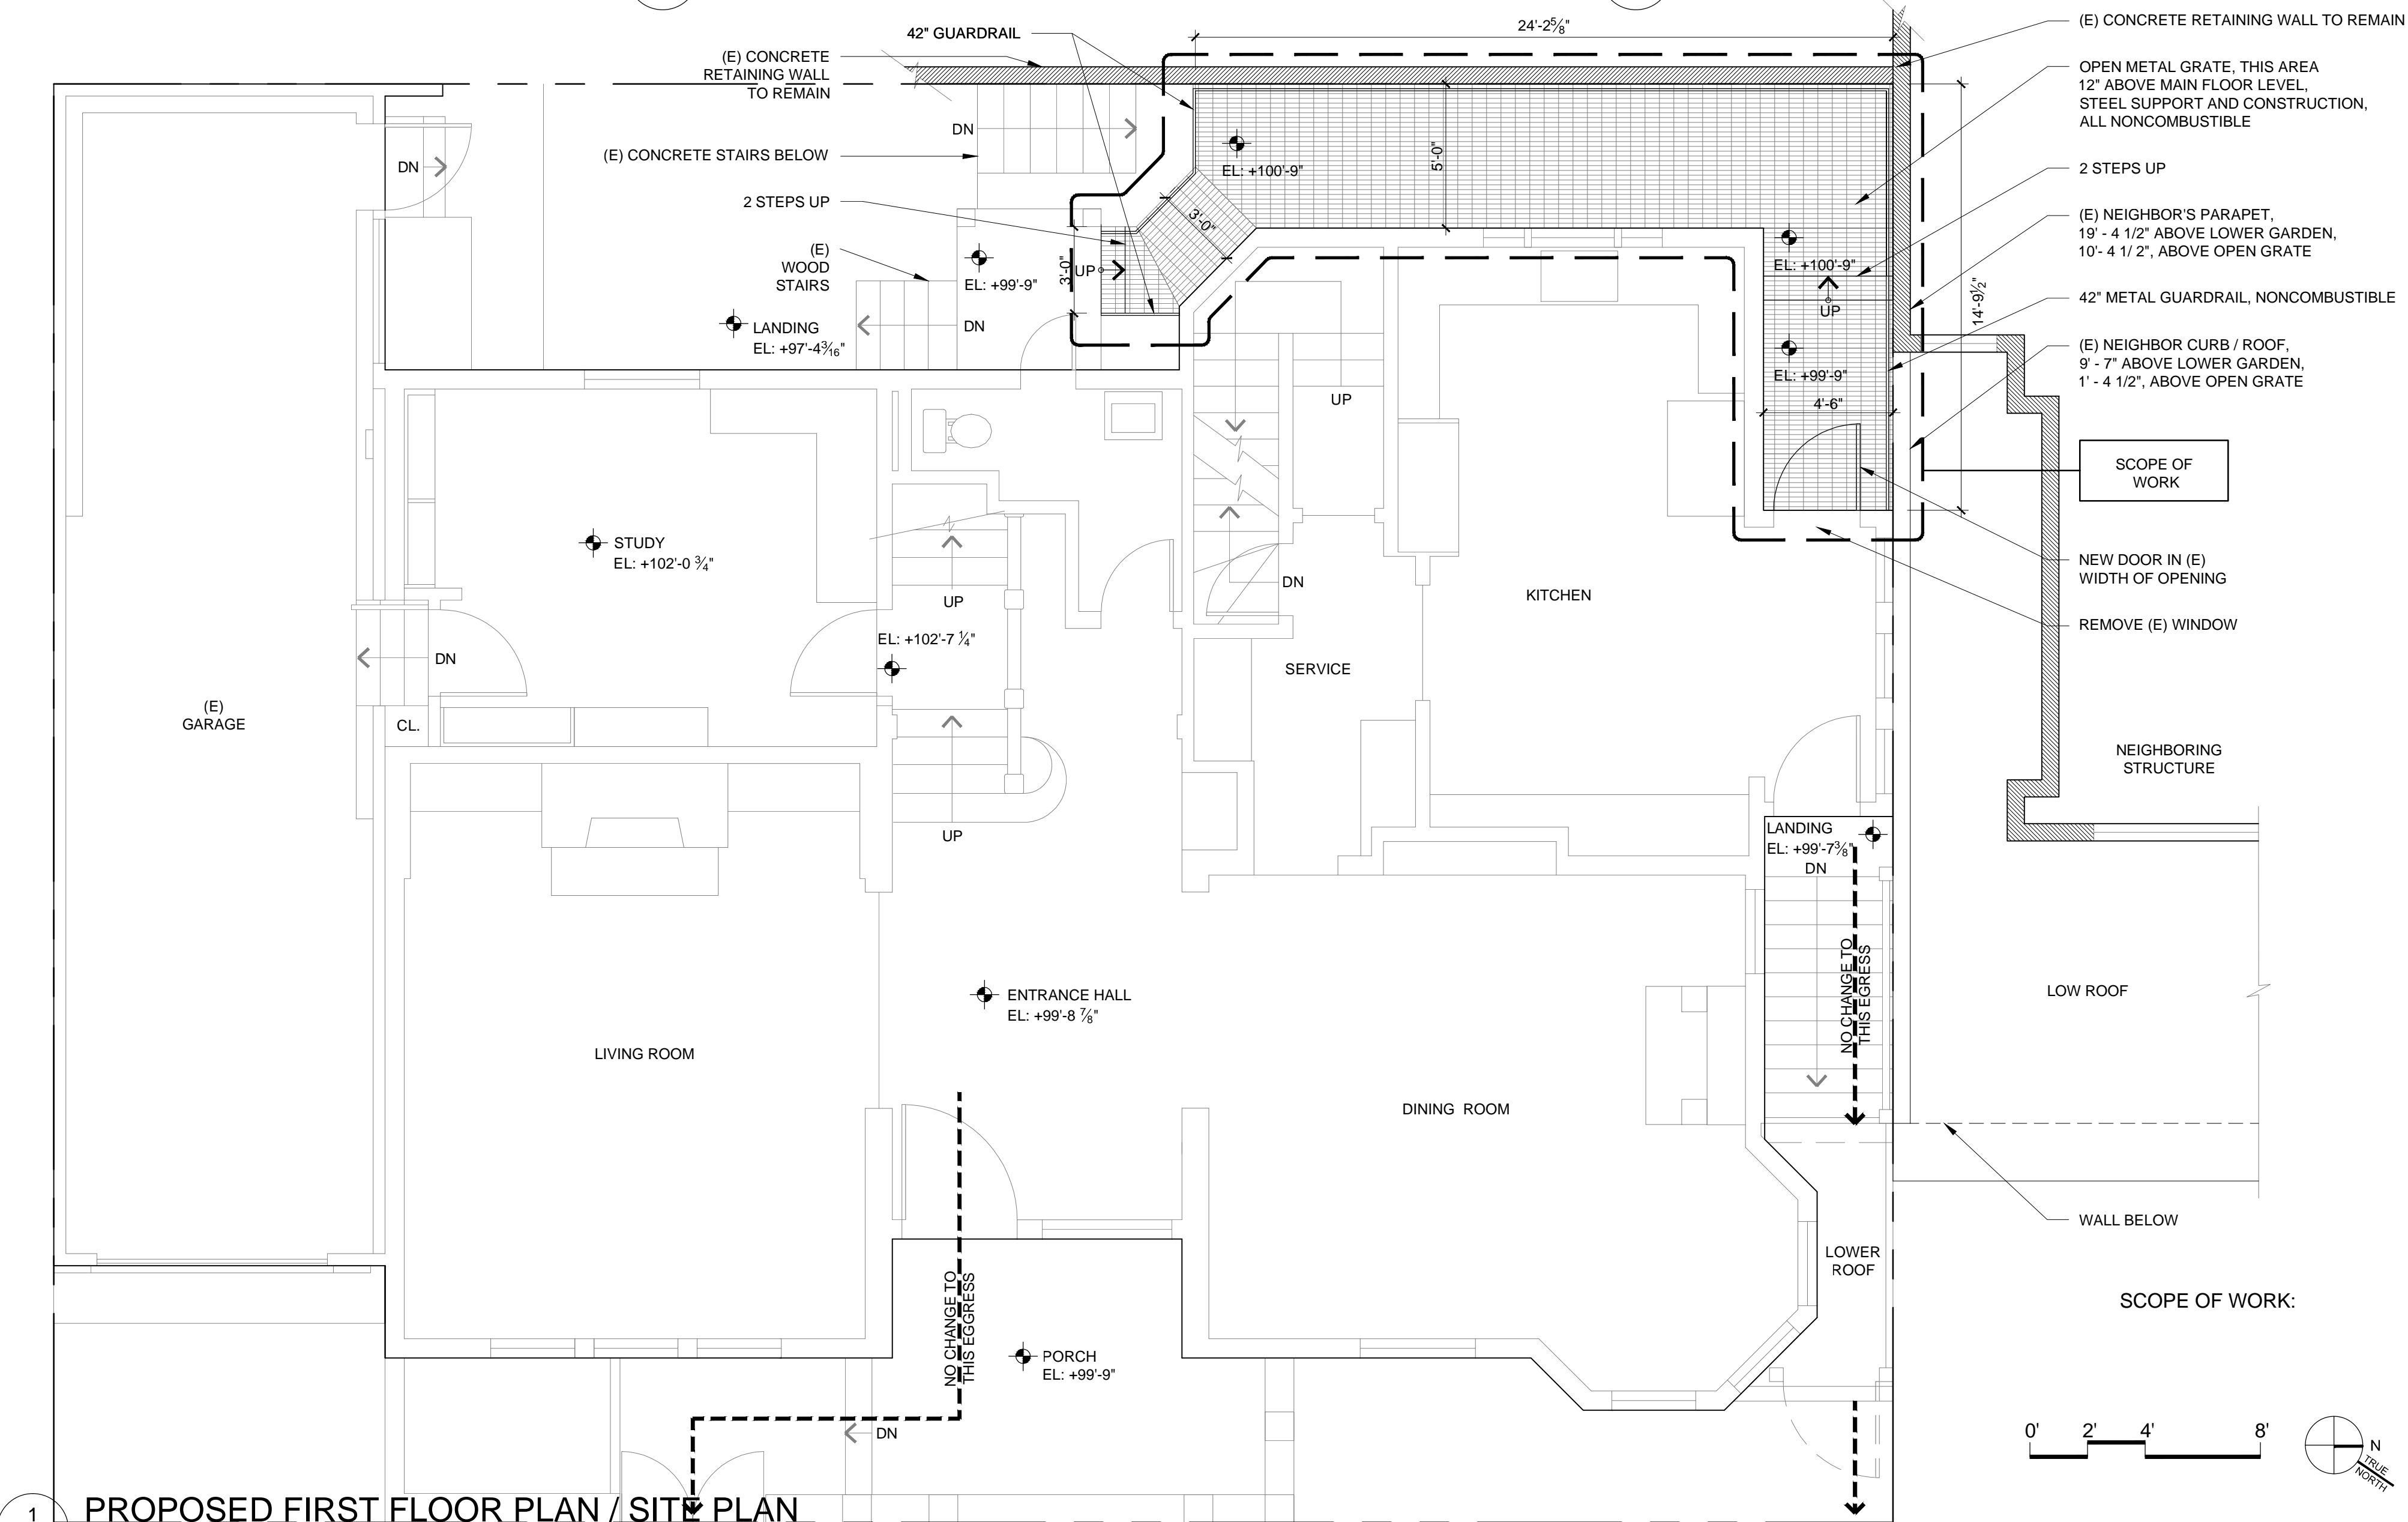 42" GUARDRAIL
(E) CONCRETE
RETAINING WALL
TO REMAIN
24'-2⅝"
(E) CONCRETE RETAINING WALL TO REMAIN
OPEN METAL GRATE, THIS AREA
12" ABOVE MAIN FLOOR LEVEL,
STEEL SUPPORT AND CONSTRUCTION,
ALL NONCOMBUSTIBLE
2 STEPS UP
(E) NEIGHBOR'S PARAPET,
19' - 4 1/2" ABOVE LOWER GARDEN,
10'- 4 1/ 2", ABOVE OPEN GRATE
42" METAL GUARDRAIL, NONCOMBUSTIBLE
(E) NEIGHBOR CURB / ROOF,
9' - 7" ABOVE LOWER GARDEN,
1' - 4 1/2", ABOVE OPEN GRATE
SCOPE OF
WORK
NEW DOOR IN (E)
WIDTH OF OPENING
REMOVE (E) WINDOW
DN
(E) CONCRETE STAIRS BELOW
DN
2 STEPS UP
(E)
WOOD
STAIRS
EL: +99'-9"
DN
LANDING
EL: +97'-4³⁄₁₆"
3'-0"
UP
3'-0"
EL: +100'-9"
5'-0"
EL: +100'-9"
UP
EL: +99'-9"
4'-6"
14'-9½"
UP
DN
STUDY
EL: +102'-0 ¾"
UP
EL: +102'-7 ¼"
DN
CL.
UP
(E)
GARAGE
KITCHEN
SERVICE
NEIGHBORING
STRUCTURE
LANDING
EL: +99'-7⅜"
DN
NO CHANGE TO
THIS EGRESS
LOW ROOF
ENTRANCE HALL
EL: +99'-8 ⅞"
LIVING ROOM
DINING ROOM
WALL BELOW
LOWER
ROOF
NO CHANGE TO
THIS EGGRESS
PORCH
EL: +99'-9"
DN
SCOPE OF WORK:
0' 2' 4' 8'
N
TRUE
NORTH
1
PROPOSED FIRST FLOOR PLAN / SITE PLAN